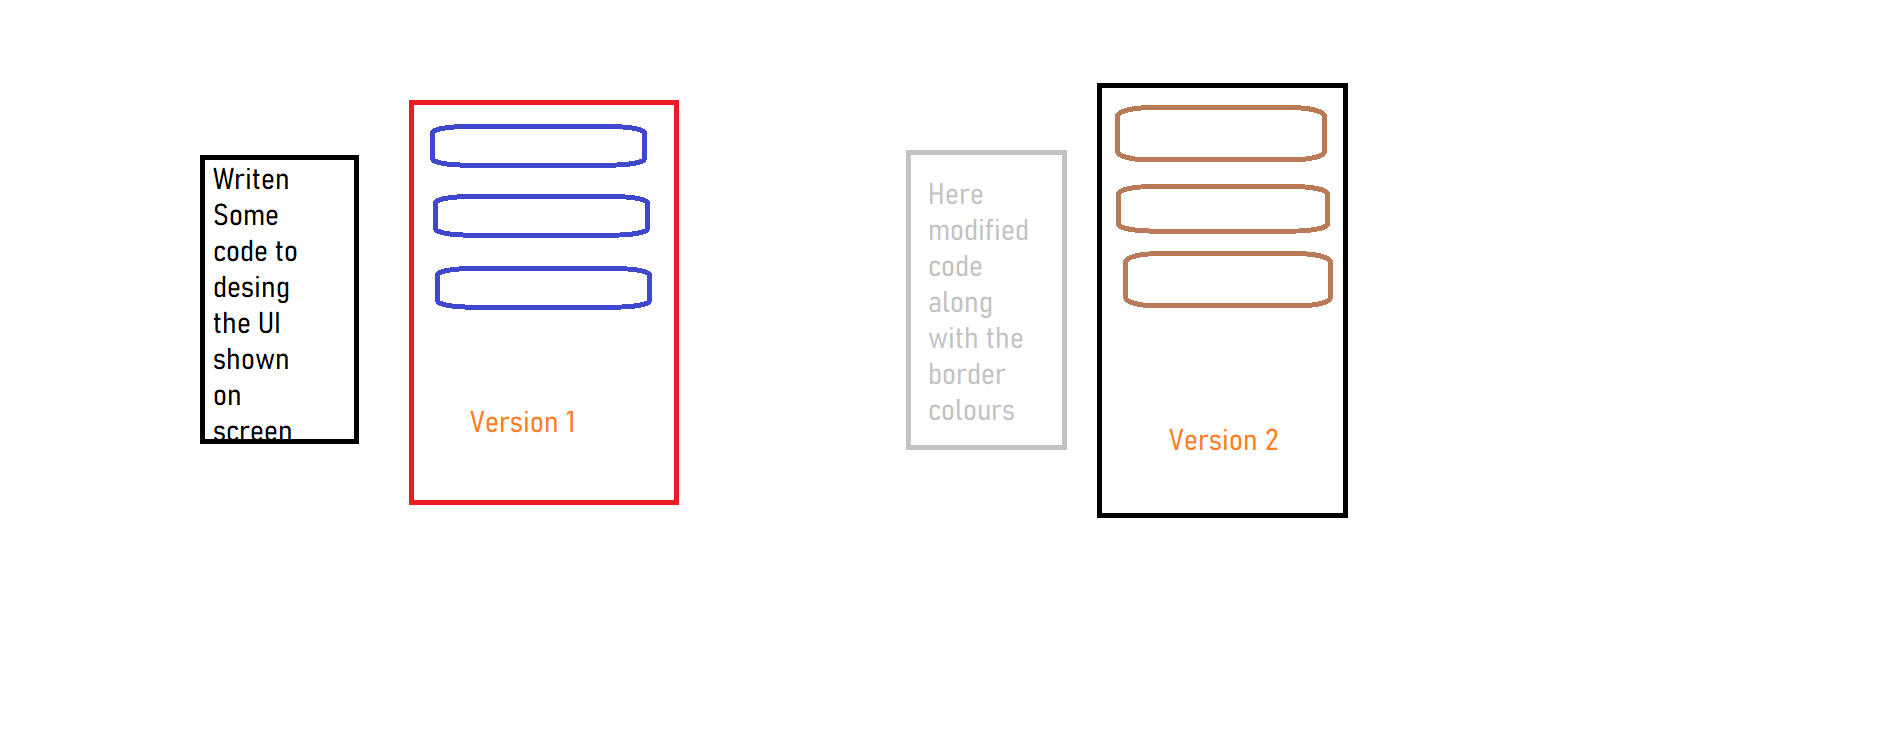 Writen
Some
code to
desing
the UI
shown
on
screen
Version 1
Here
modified
code
along
with the
border
colours
Version 2